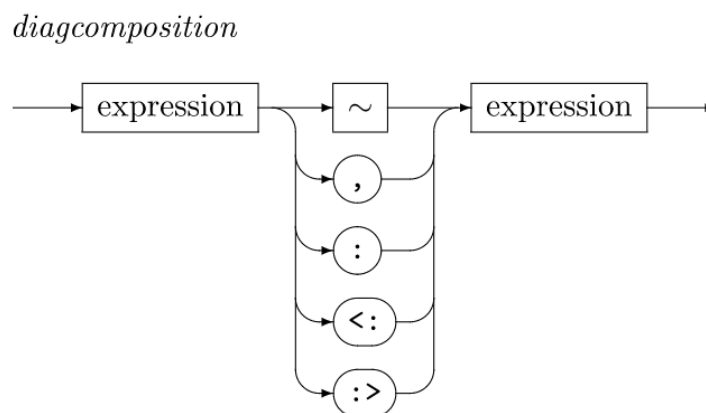 diagcomposition
expression ~ expression
,
:
<:
:>